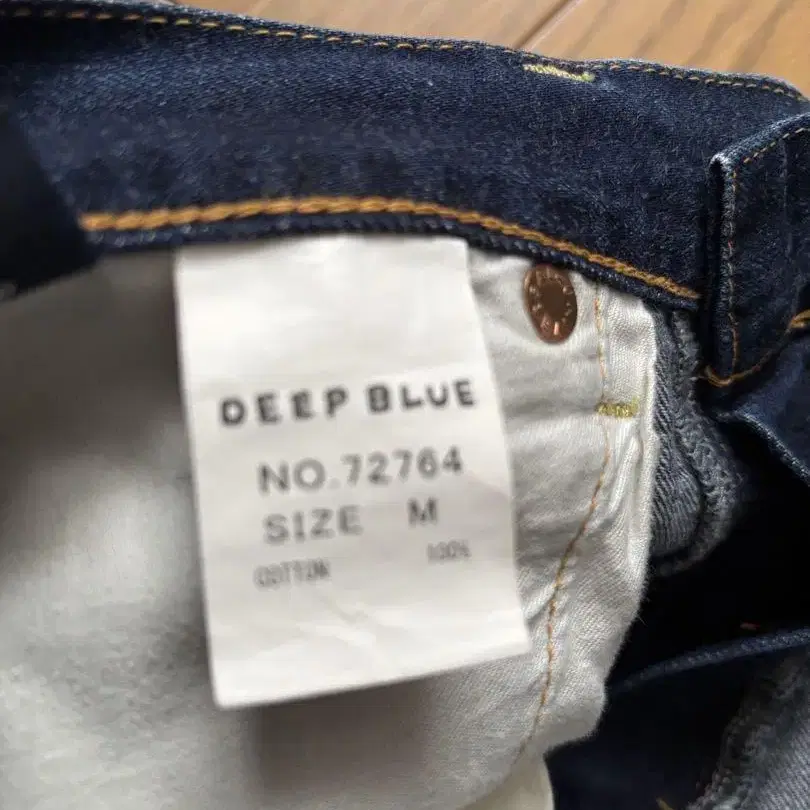 DEEP BLUE
NO.72764
SIZE M
COTTON 100%